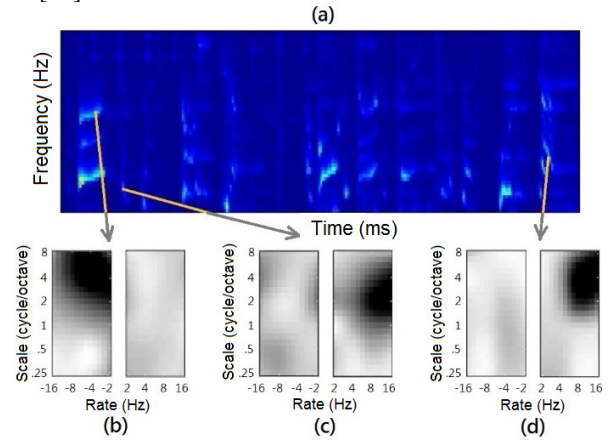 (a)
Frequency (Hz)
Time (ms)
Scale (cycle/octave)
8
4
2
1
.5
.25
-16 -8 -4 -2 2 4 8 16
Rate (Hz)
(b)
Scale (cycle/octave)
8
4
2
1
.5
.25
-16 -8 -4 -2 2 4 8 16
Rate (Hz)
(c)
Scale (cycle/octave)
8
4
2
1
.5
.25
-16 -8 -4 -2 2 4 8 16
Rate (Hz)
(d)